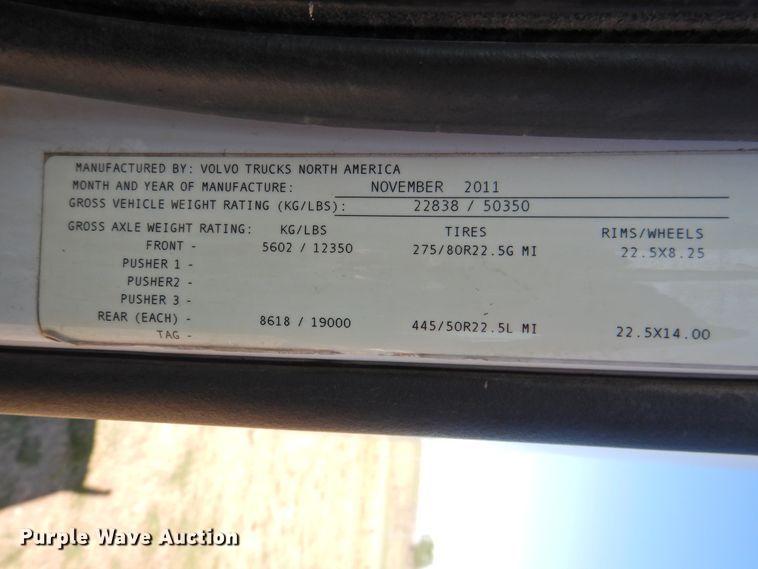 MANUFACTURED BY: VOLVO TRUCKS NORTH AMERICA
MONTH AND YEAR OF MANUFACTURE: NOVEMBER 2011
GROSS VEHICLE WEIGHT RATING (KG/LBS): 22838 / 50350
GROSS AXLE WEIGHT RATING: KG/LBS TIRES RIMS/WHEELS
FRONT - 5602 / 12350 275/80R22.5G MI 22.5X8.25
PUSHER 1 -
PUSHER2 -
PUSHER 3 -
REAR (EACH) - 8618 / 19000 445/50R22.5L MI 22.5X14.00
TAG -
Purple Wave Auction